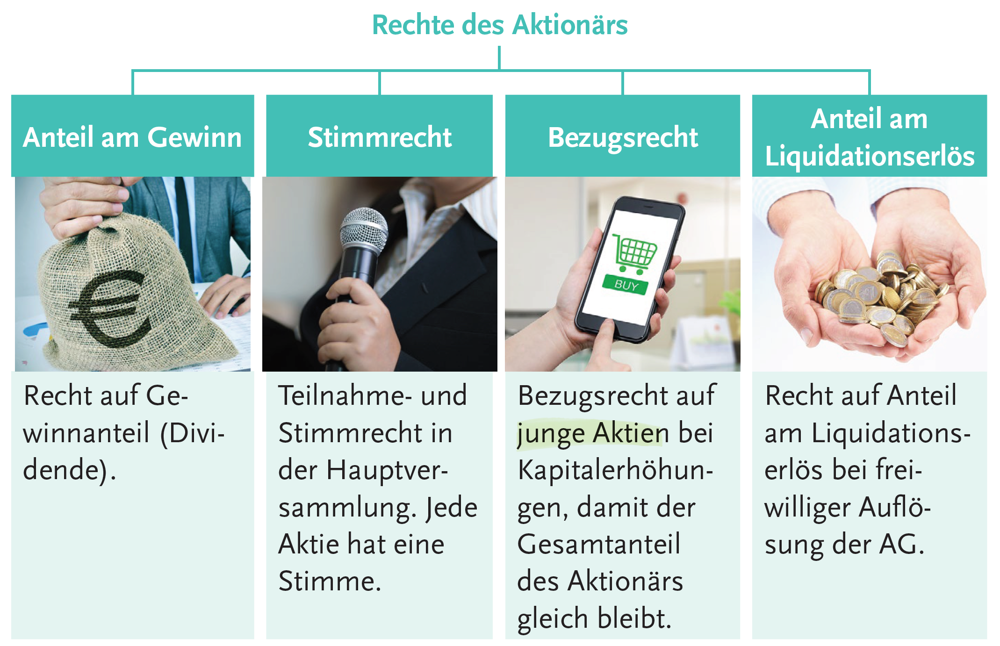 Rechte des Aktionärs
Anteil am Gewinn
Recht auf Ge-
winnanteil (Divi-
dende).
Stimmrecht
Teilnahme- und
Stimmrecht in
der Hauptver-
sammlung. Jede
Aktie hat eine
Stimme.
Bezugsrecht
BUY
Bezugsrecht auf
junge Aktien bei
Kapitalerhöhun-
gen, damit der
Gesamtanteil
des Aktionärs
gleich bleibt.
Anteil am
Liquidationserlös
Recht auf Anteil
am Liquidations-
erlös bei frei-
williger Auflö-
sung der AG.